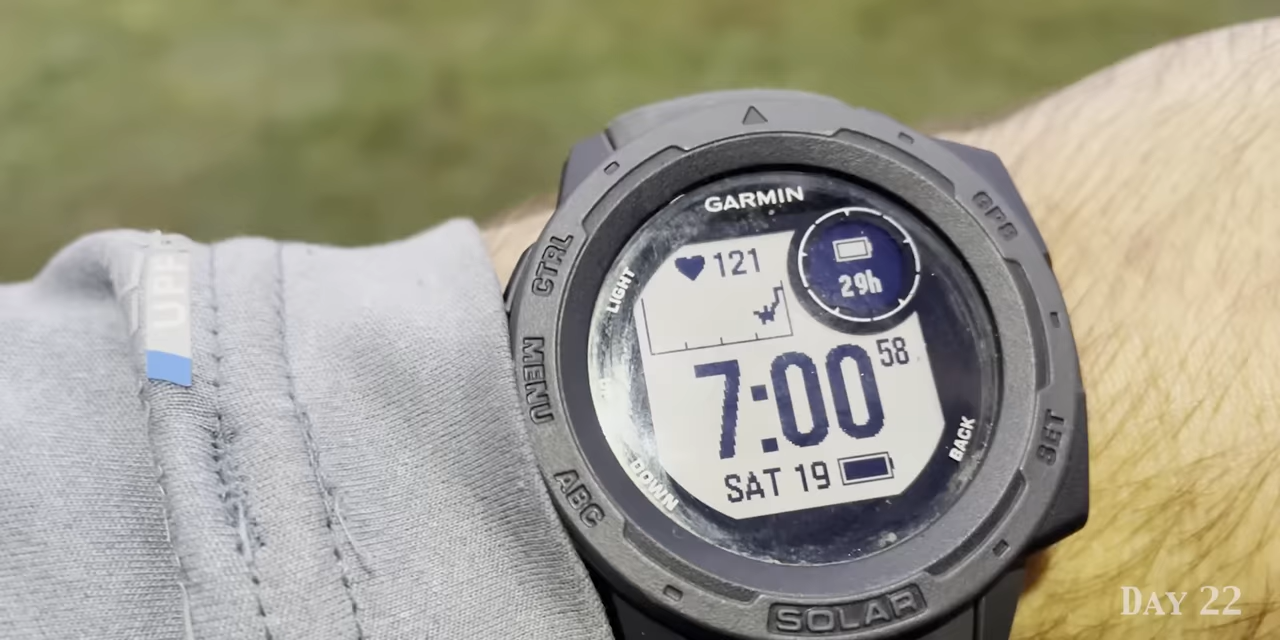 GARMIN
GPS
CTRL
LIGHT
121
29h
MENU
7:00
58
SET
BACK
SAT 19
DOWN
ABC
SOLAR
DAY 22